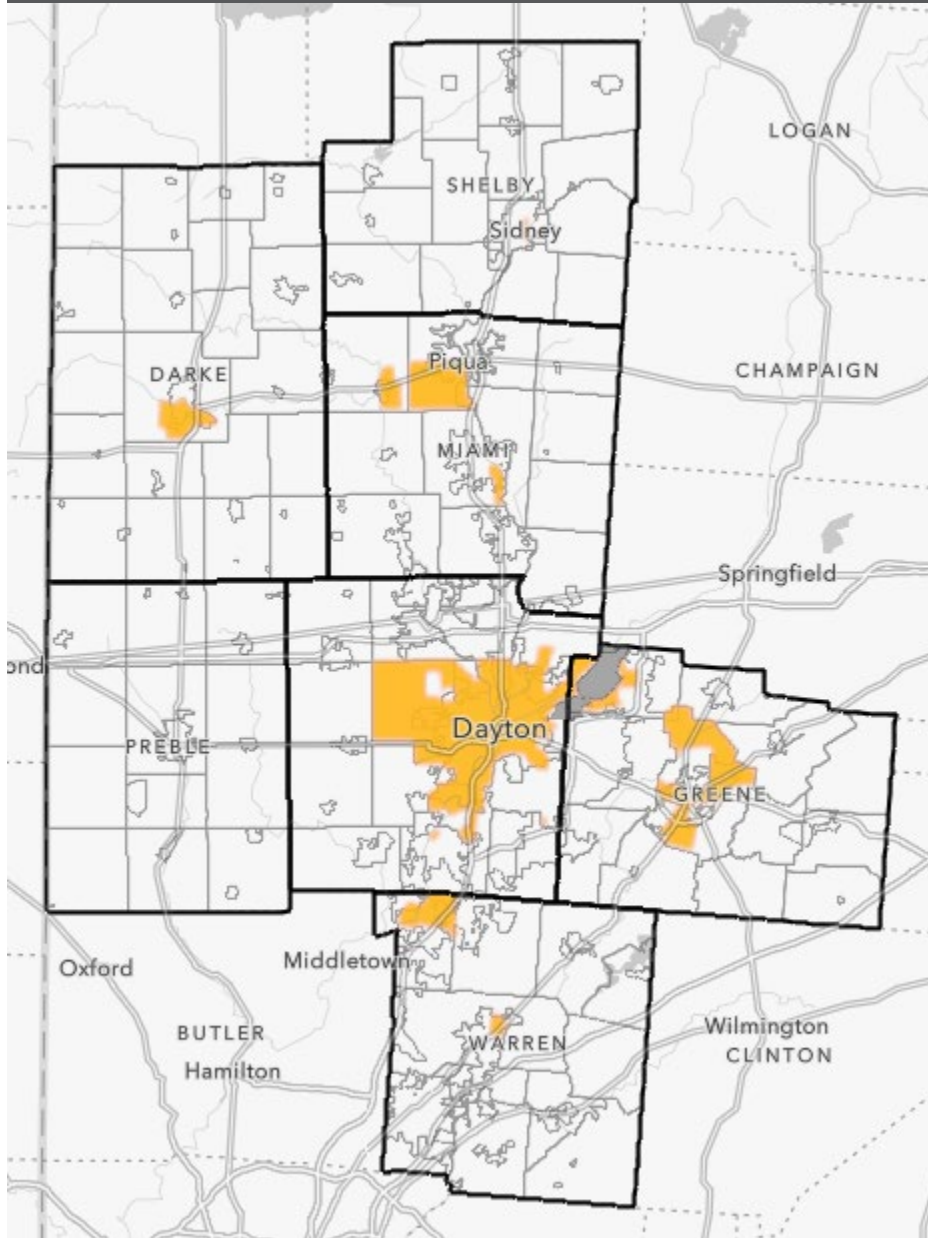 LOGAN
SHELBY
Sidney
Piqua
DARKE
CHAMPAIGN
MIAMI
Springfield
ond
Dayton
PREBLE
GREENE
Middletown
Oxford
BUTLER
Wilmington
WARREN
CLINTON
Hamilton